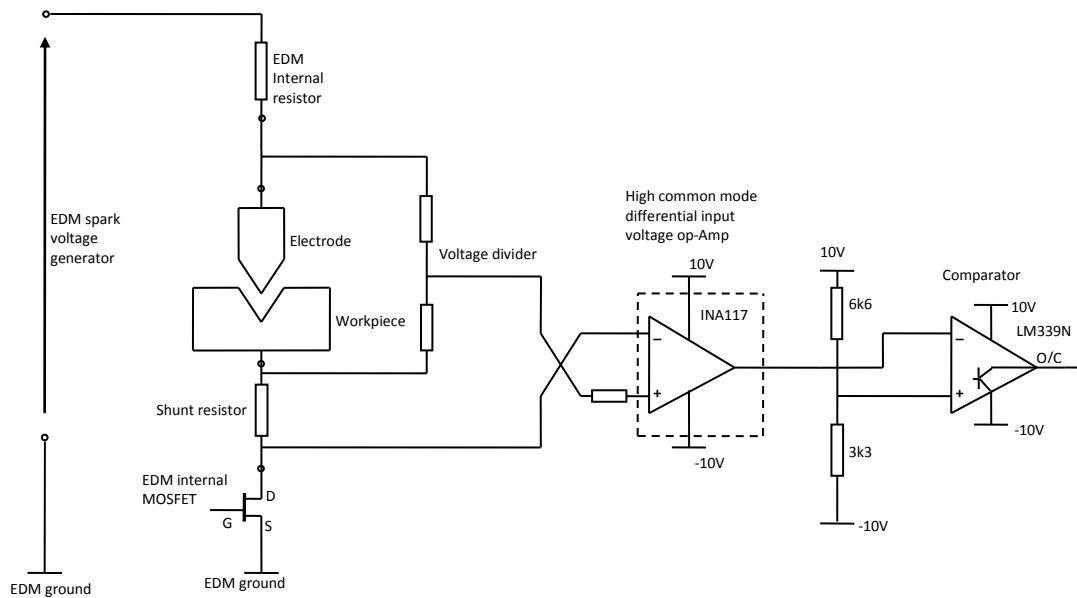 EDM
Internal
resistor
EDM spark
voltage
generator
Electrode
Workpiece
Voltage divider
Shunt resistor
EDM internal
MOSFET
D
G
S
EDM ground
EDM ground
High common mode
differential input
voltage op-Amp
10V
INA117
−
+
-10V
10V
6k6
3k3
-10V
Comparator
10V
LM339N
O/C
−
+
-10V